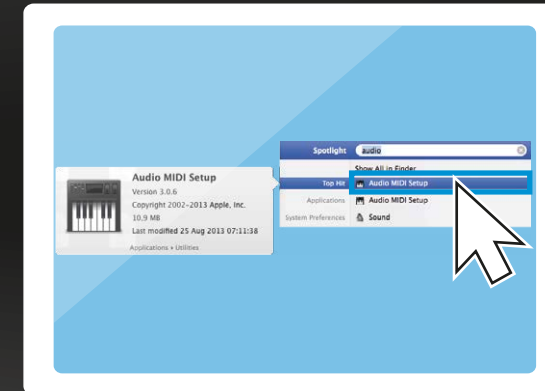 Spotlight audio
Show All in Finder
Top Hit Audio MIDI Setup
Applications Audio MIDI Setup
System Preferences Sound
Audio MIDI Setup
Version 3.0.6
Copyright 2002-2013 Apple, Inc.
10.9 MB
Last modified 25 Aug 2013 07:11:38
Applications ▸ Utilities